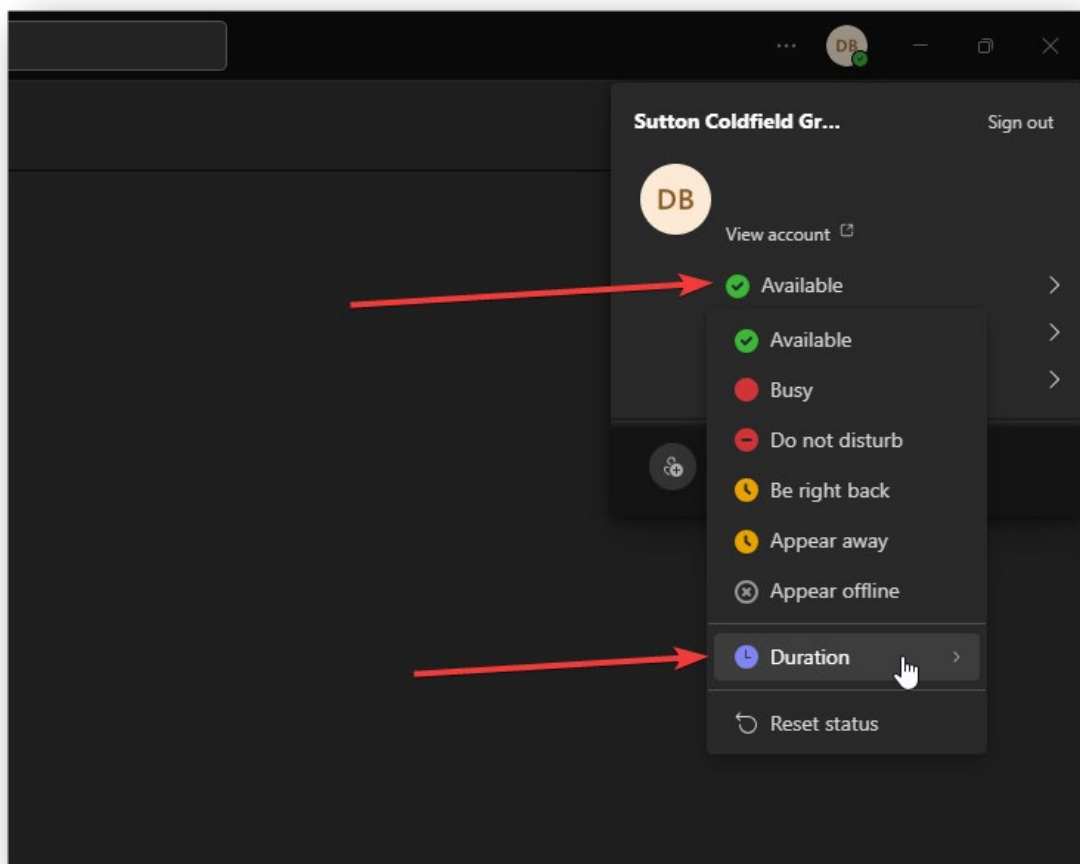 DB
Sutton Coldfield Gr... Sign out
DB
View account
Available
Available
Busy
Do not disturb
Be right back
Appear away
Appear offline
Duration
Reset status